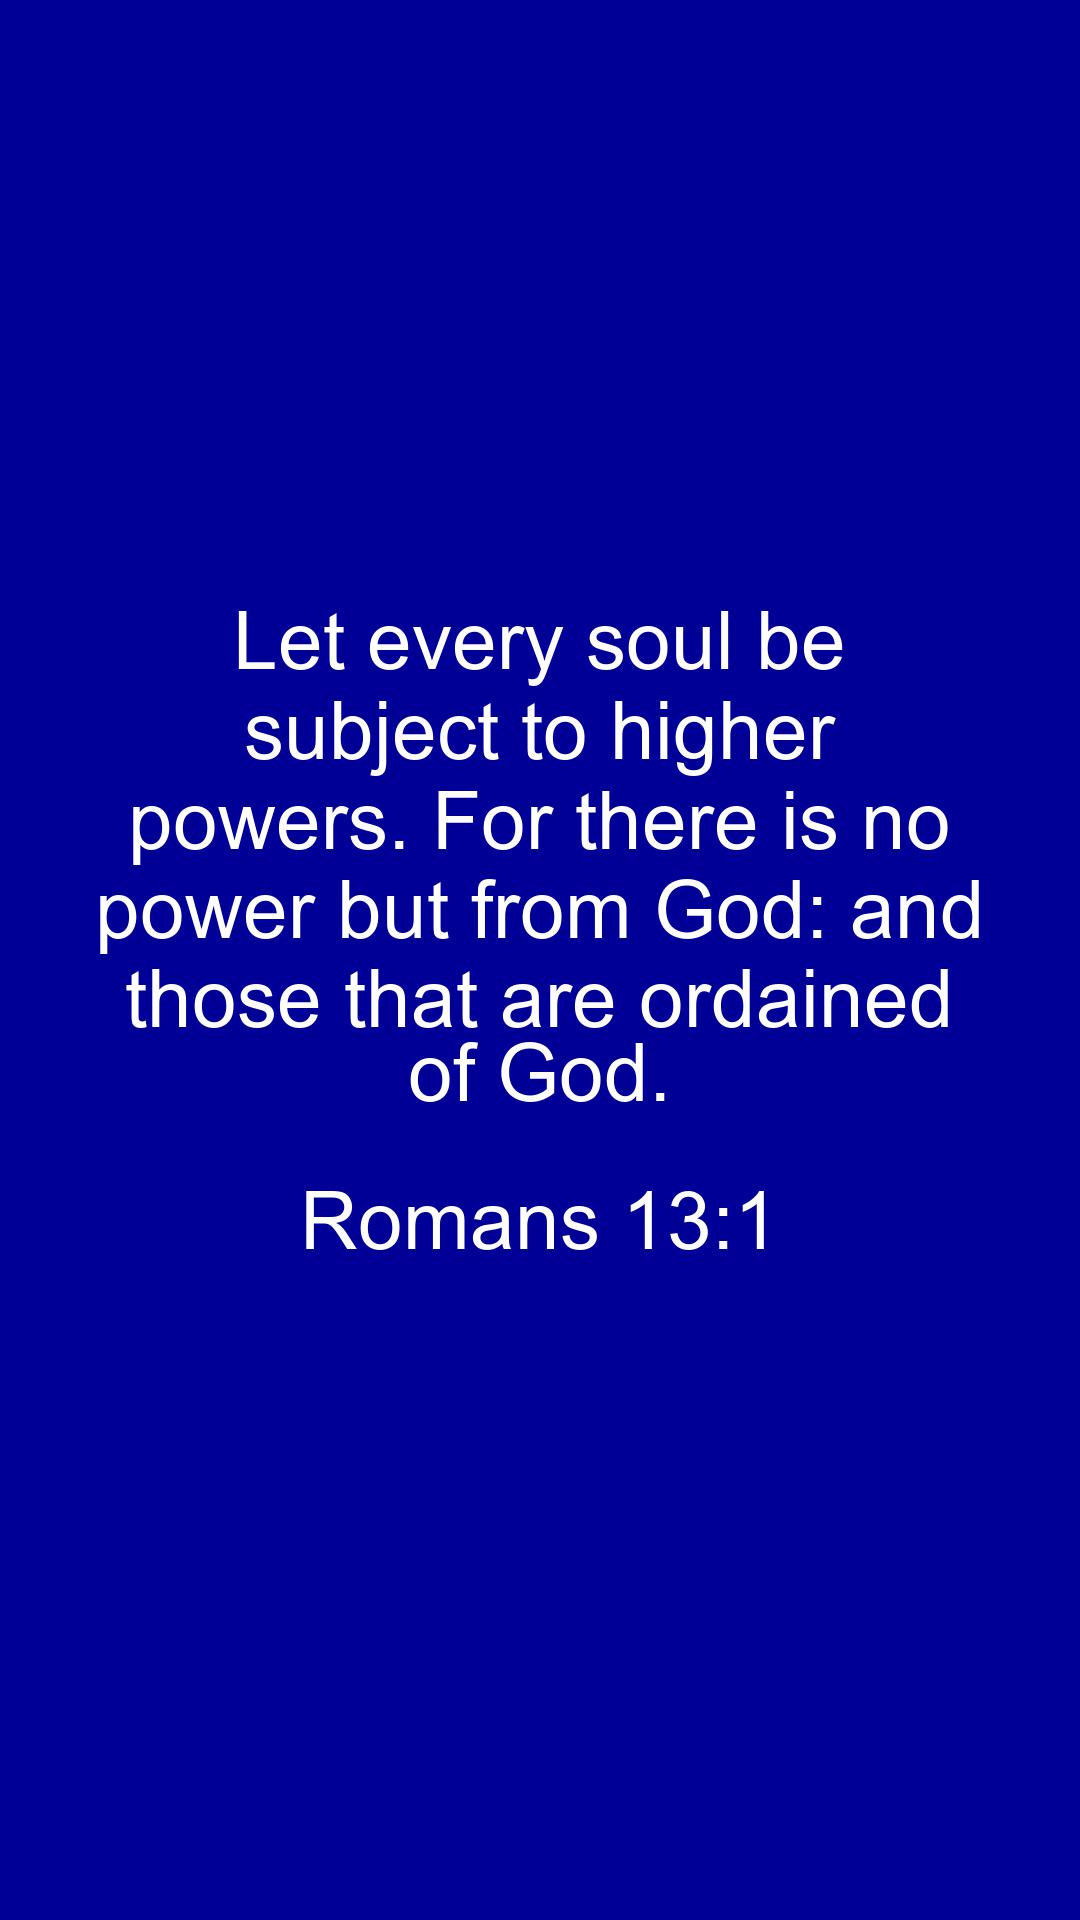 Let every soul be
subject to higher
powers. For there is no
power but from God: and
those that are ordained
of God.
Romans 13:1